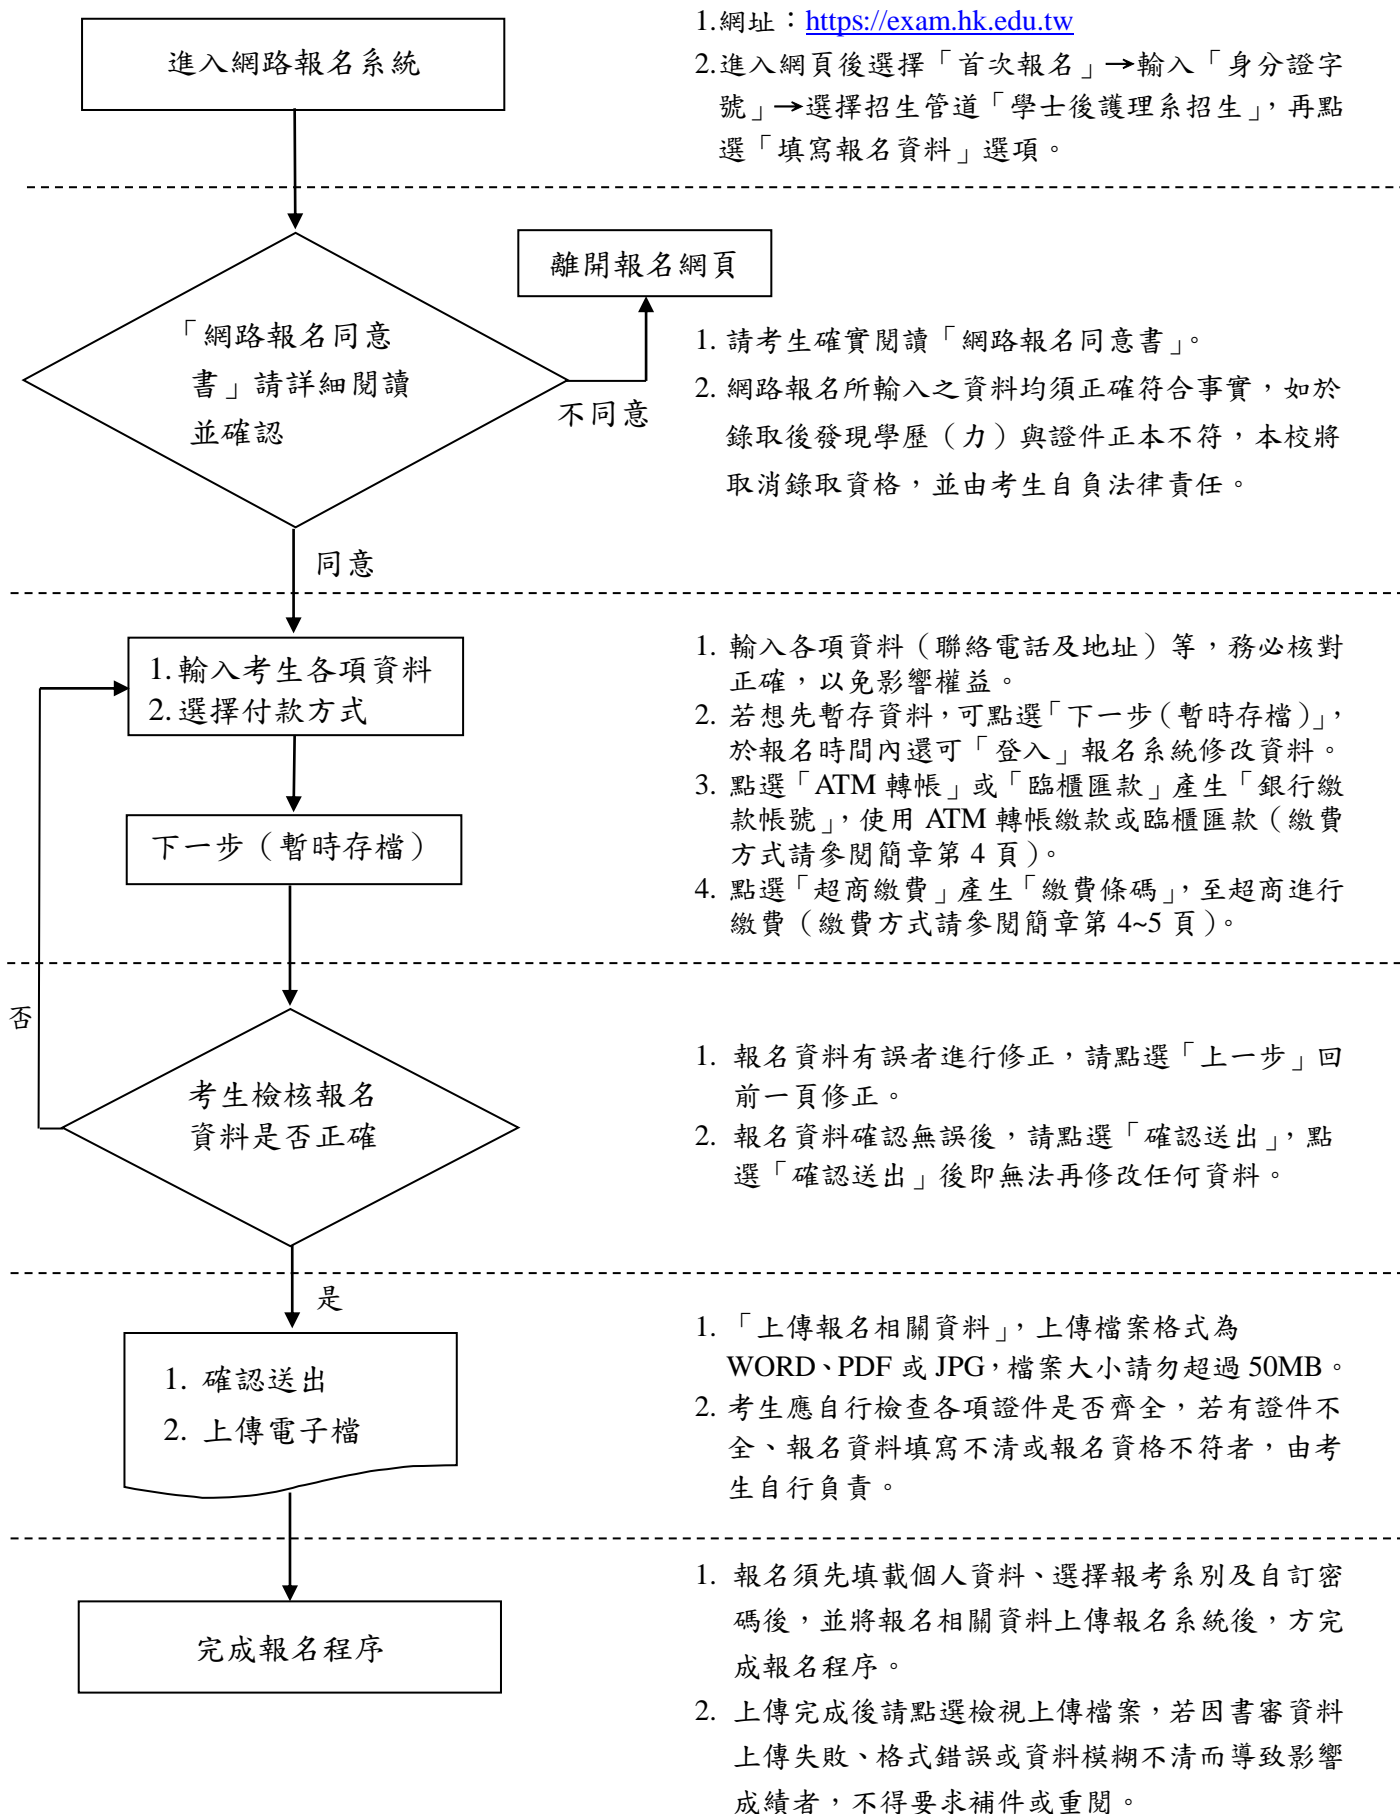 進入網路報名系統
1.網址：https://exam.hk.edu.tw
2.進入網頁後選擇「首次報名」→輸入「身分證字
號」→選擇招生管道「學士後護理系招生」，再點
選「填寫報名資料」選項。
離開報名網頁
「網路報名同意
書」請詳細閱讀
並確認
不同意
同意
1. 請考生確實閱讀「網路報名同意書」。
2. 網路報名所輸入之資料均須正確符合事實，如於
錄取後發現學歷（力）與證件正本不符，本校將
取消錄取資格，並由考生自負法律責任。
1.輸入考生各項資料
2.選擇付款方式
下一步（暫時存檔）
1. 輸入各項資料（聯絡電話及地址）等，務必核對
正確，以免影響權益。
2. 若想先暫存資料，可點選「下一步（暫時存檔）」，
於報名時間內還可「登入」報名系統修改資料。
3. 點選「ATM 轉帳」或「臨櫃匯款」產生「銀行繳
款帳號」，使用 ATM 轉帳繳款或臨櫃匯款（繳費
方式請參閱簡章第 4 頁）。
4. 點選「超商繳費」產生「繳費條碼」，至超商進行
繳費（繳費方式請參閱簡章第 4~5 頁）。
否
考生檢核報名
資料是否正確
是
1. 報名資料有誤者進行修正，請點選「上一步」回
前一頁修正。
2. 報名資料確認無誤後，請點選「確認送出」，點
選「確認送出」後即無法再修改任何資料。
1. 確認送出
2. 上傳電子檔
1. 「上傳報名相關資料」，上傳檔案格式為
WORD、PDF 或 JPG，檔案大小請勿超過 50MB。
2. 考生應自行檢查各項證件是否齊全，若有證件不
全、報名資料填寫不清或報名資格不符者，由考
生自行負責。
完成報名程序
1. 報名須先填載個人資料、選擇報考系別及自訂密
碼後，並將報名相關資料上傳報名系統後，方完
成報名程序。
2. 上傳完成後請點選檢視上傳檔案，若因書審資料
上傳失敗、格式錯誤或資料模糊不清而導致影響
成績者，不得要求補件或重閱。